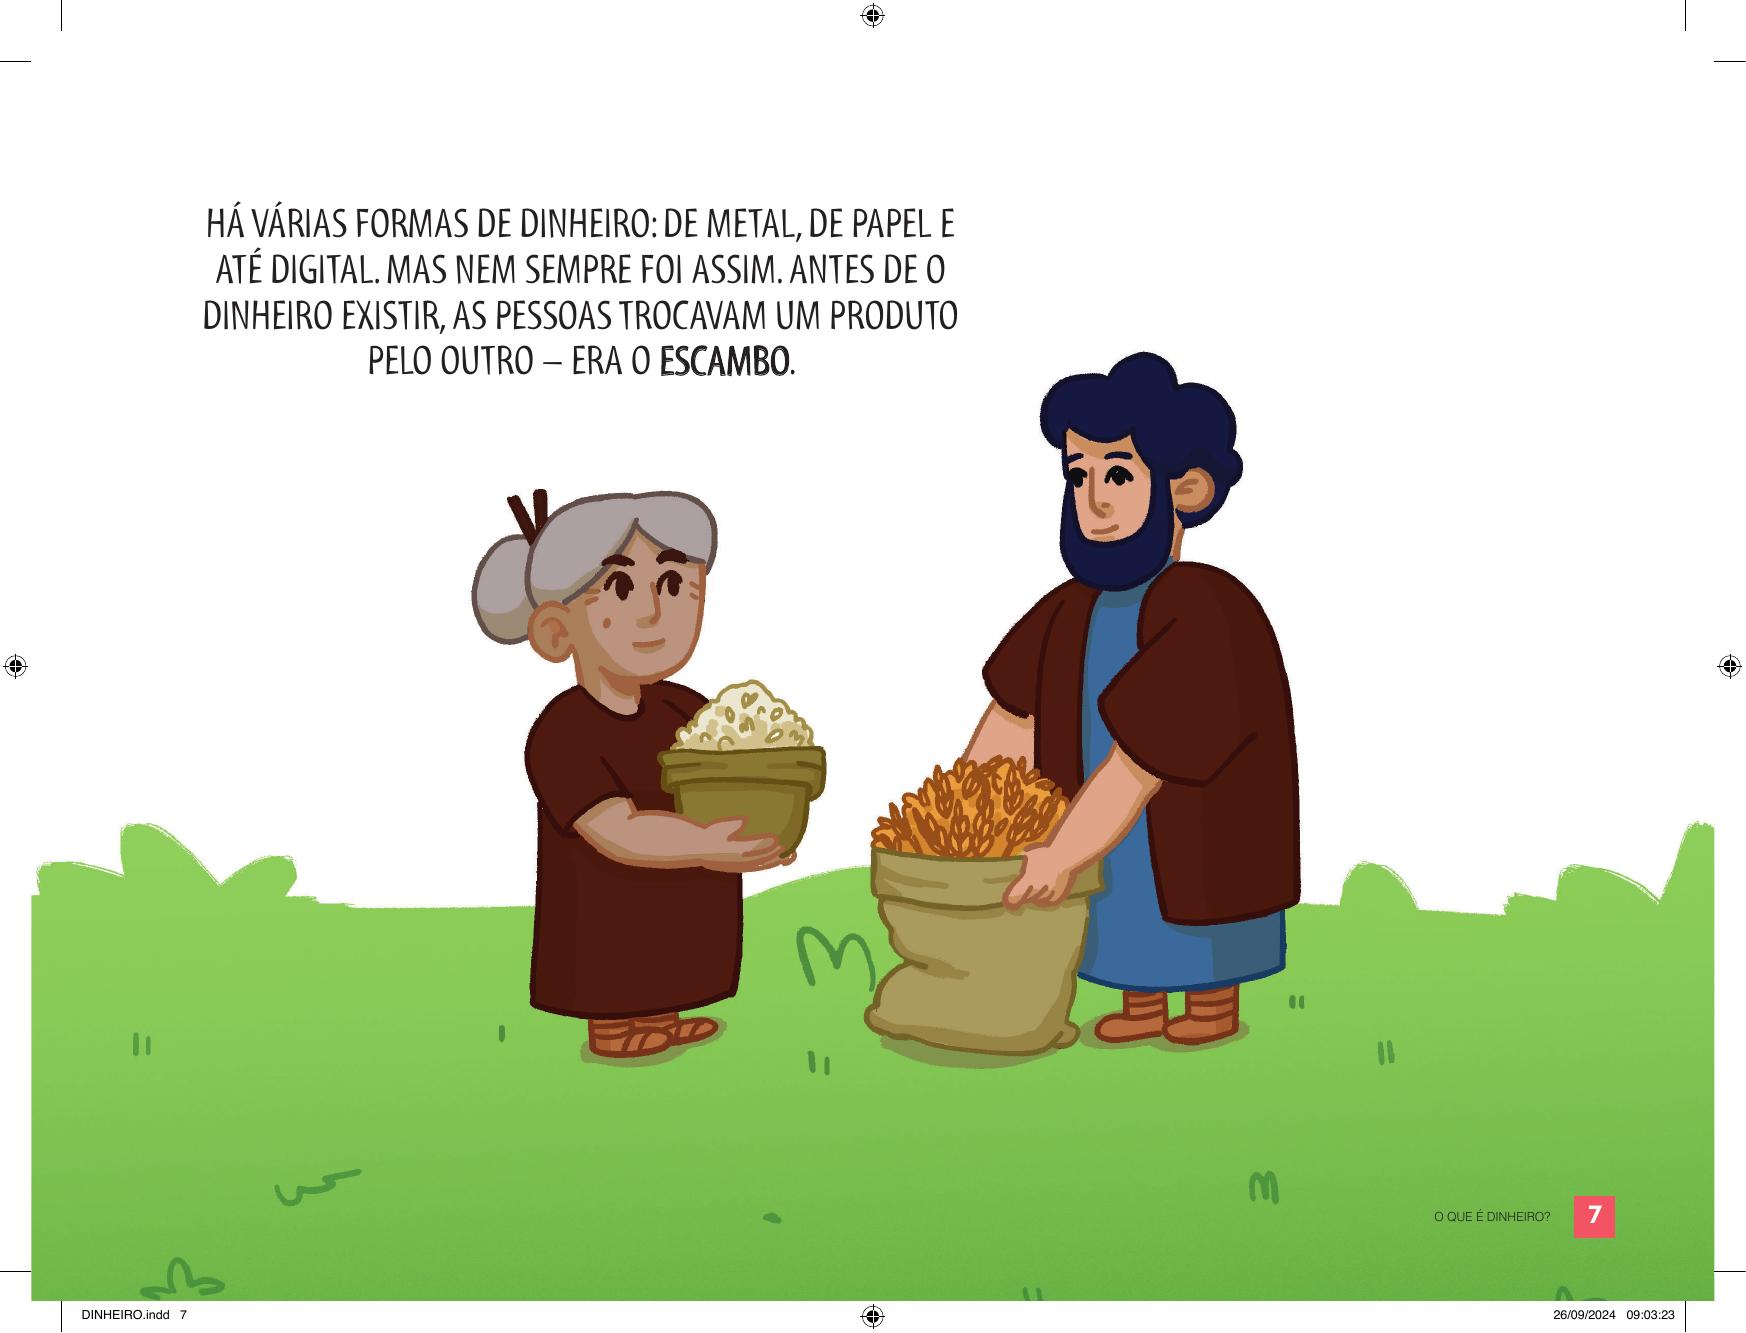 HÁ VÁRIAS FORMAS DE DINHEIRO: DE METAL, DE PAPEL E
ATÉ DIGITAL. MAS NEM SEMPRE FOI ASSIM. ANTES DE O
DINHEIRO EXISTIR, AS PESSOAS TROCAVAM UM PRODUTO
PELO OUTRO – ERA O ESCAMBO.
O QUE É DINHEIRO? 7
DINHEIRO.indd 7
26/09/2024 09:03:23